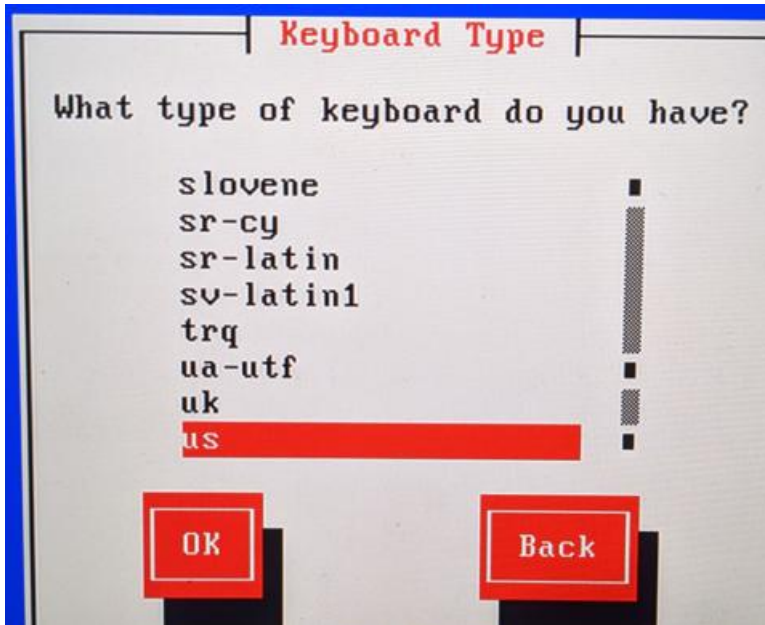 Keyboard Type
What type of keyboard do you have?
slovene
sr-cy
sr-latin
sv-latin1
trq
ua-utf
uk
us
OK
Back